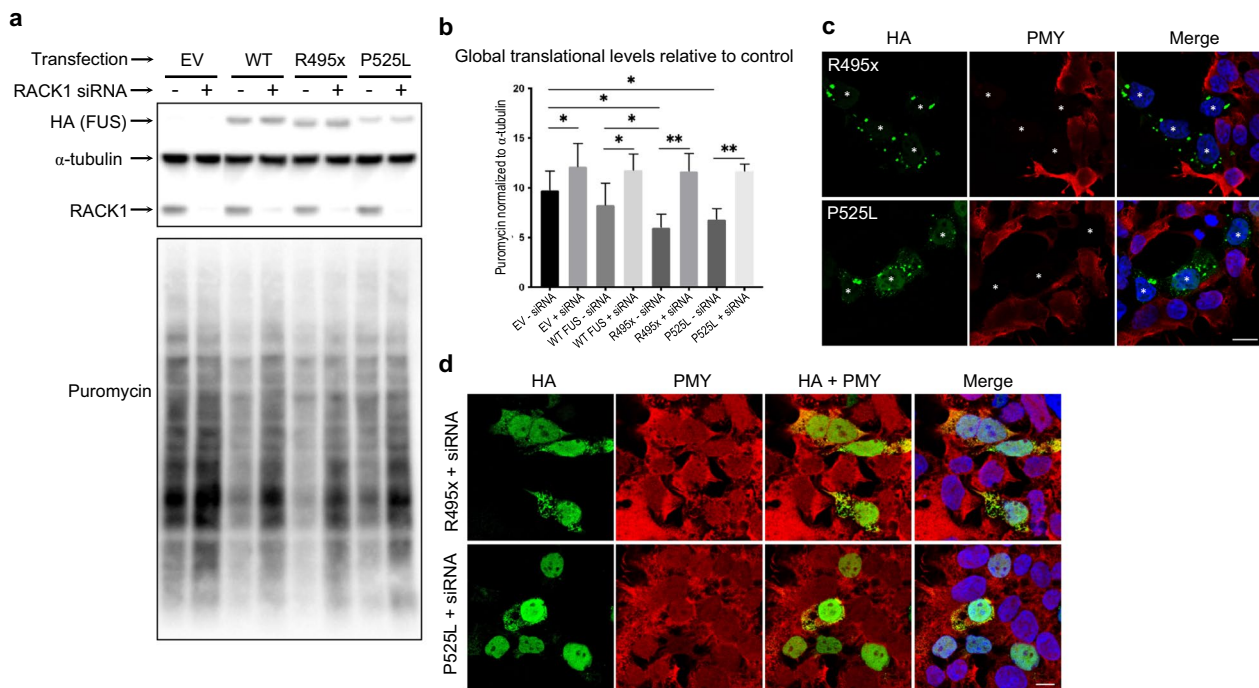 a
Transfection → EV WT R495x P525L
RACK1 siRNA → - + - + - + - +
HA (FUS) →
α-tubulin →
RACK1 →
Puromycin
b
Global translational levels relative to control
Puromycin normalized to α-tubulin
20
15
10
5
0
* * * * * * ** **
EV - siRNA
EV + siRNA
WT FUS - siRNA
WT FUS + siRNA
R495x - siRNA
R495x + siRNA
P525L - siRNA
P525L + siRNA
c
HA PMY Merge
R495x
* * * * * * * * * * * *
P525L
* * * * * * * * *
d
HA PMY HA + PMY Merge
R495x + siRNA
P525L + siRNA